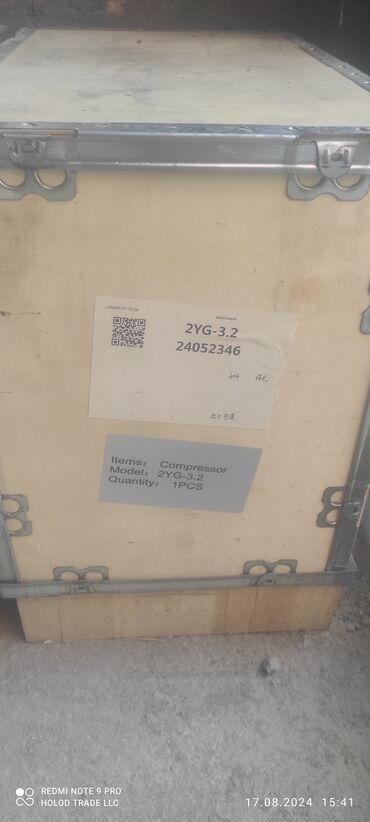 2YG-3.2
24052346
Items: Compressor
Model: 2YG-3.2
Quantity: 1PCS
REDMI NOTE 9 PRO
HOLOD TRADE LLC
17.08.2024 15:41